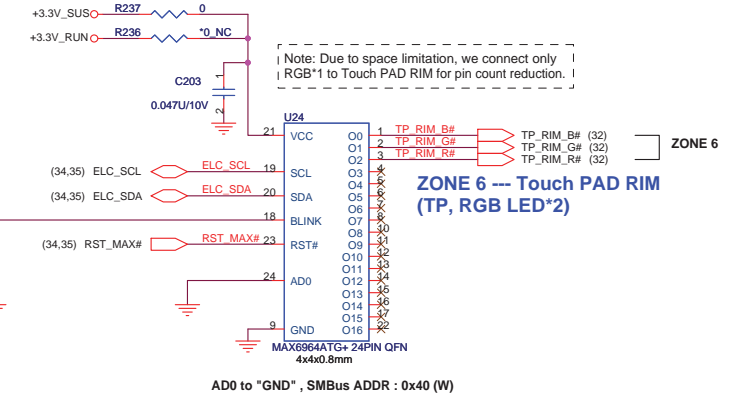 +3.3V_SUS R237 0
+3.3V_RUN R236 *0_NC
Note: Due to space limitation, we connect only
RGB*1 to Touch PAD RIM for pin count reduction.
C203
1
0.047U/10V
2
U24
21 VCC O0 1 TP_RIM_B# TP_RIM_B# (32)
O1 2 TP_RIM_G# TP_RIM_G# (32)
O2 3 TP_RIM_R# TP_RIM_R# (32)
ZONE 6
(34,35) ELC_SCL ELC_SCL 19 SCL O3 4
O4 5
(34,35) ELC_SDA ELC_SDA 20 SDA O5 6
O6 7
18 BLINK O7 8
O8 10
(34,35) RST_MAX# RST_MAX# 23 RST# O9 11
O10 12
O11 13
24 AD0 O12 14
O13 15
O14 16
O15 17
9 GND O16 22
ZONE 6 --- Touch PAD RIM
(TP, RGB LED*2)
MAX6964ATG+ 24PIN QFN
4x4x0.8mm
AD0 to "GND" , SMBus ADDR : 0x40 (W)